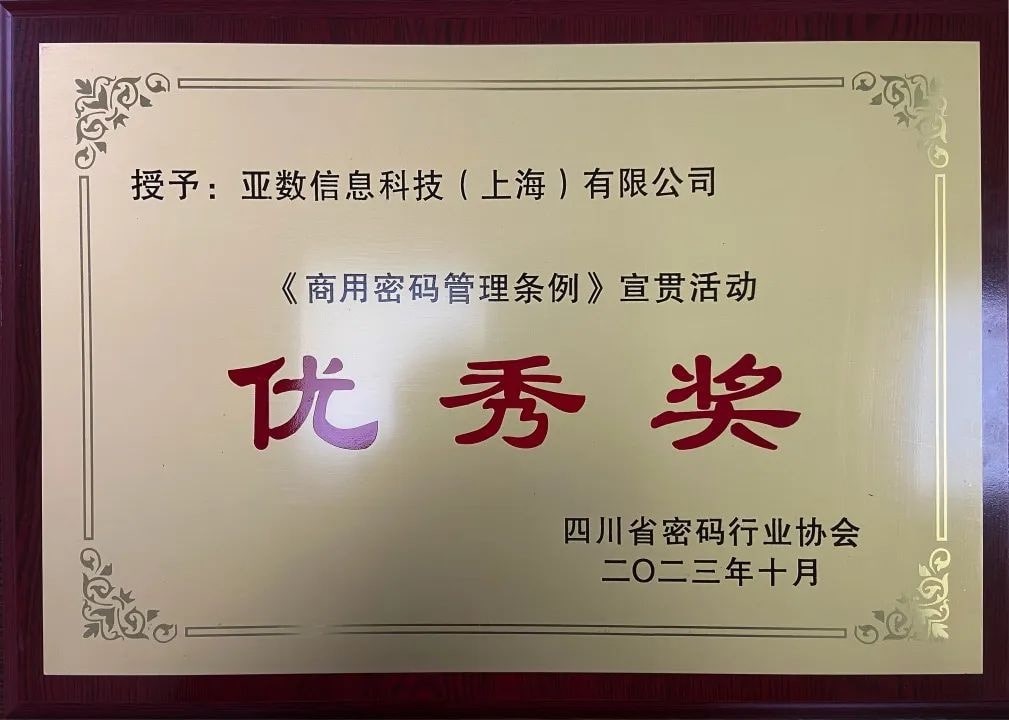 授予：亚数信息科技（上海）有限公司
《商用密码管理条例》宣贯活动
优秀奖
四川省密码行业协会
二〇二三年十月